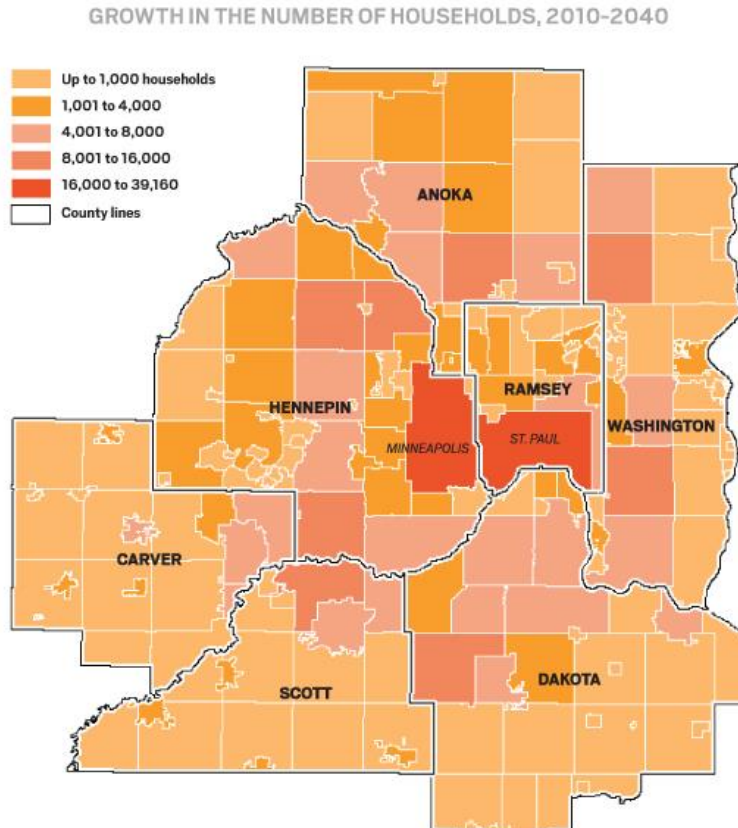 GROWTH IN THE NUMBER OF HOUSEHOLDS, 2010-2040
Up to 1,000 households
1,001 to 4,000
4,001 to 8,000
8,001 to 16,000
16,000 to 39,160
County lines
ANOKA
HENNEPIN
RAMSEY
WASHINGTON
MINNEAPOLIS
ST. PAUL
CARVER
SCOTT
DAKOTA